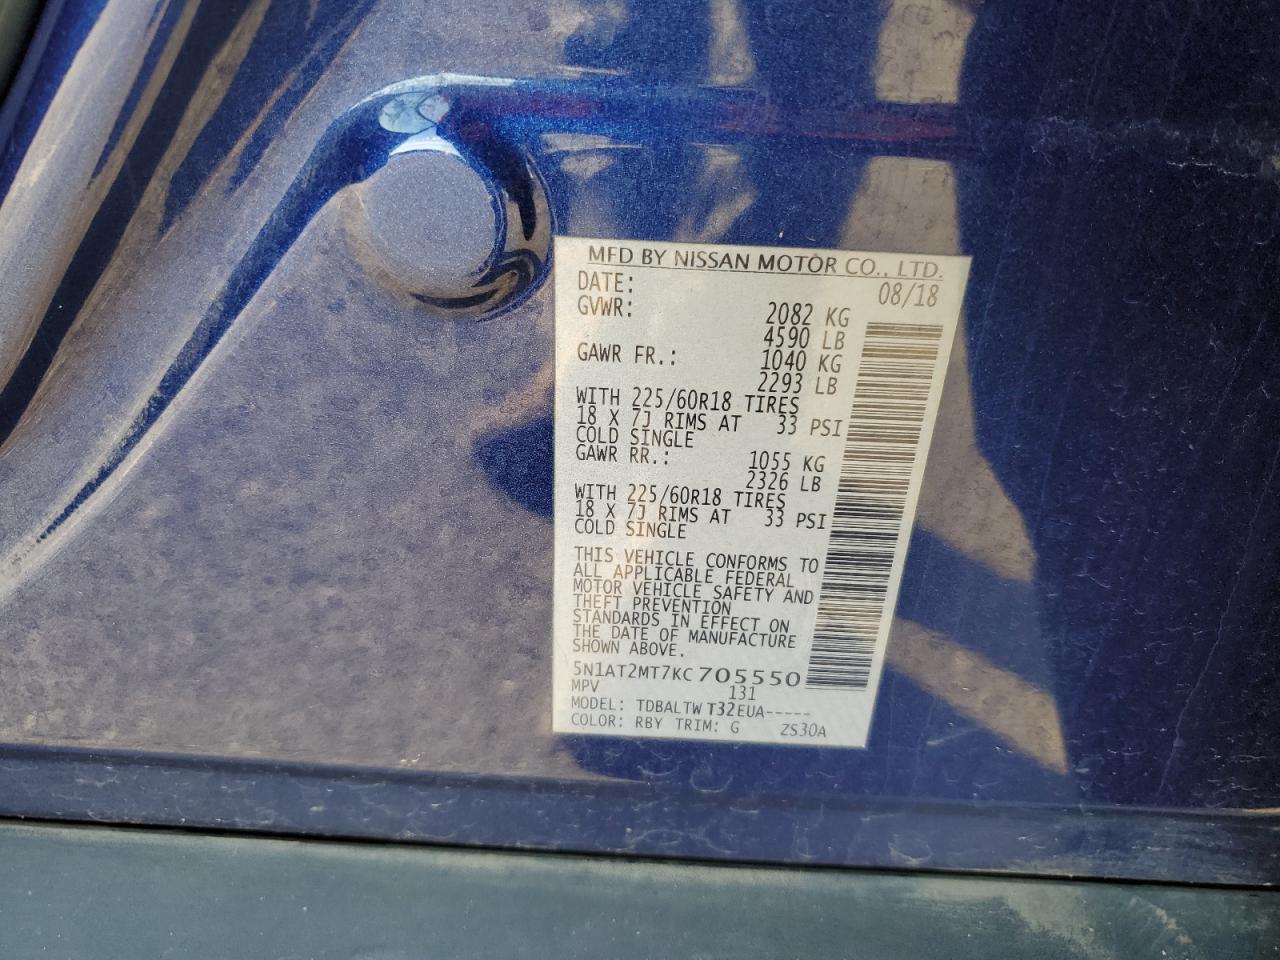 MFD BY NISSAN MOTOR CO., LTD.
DATE: 08/18
GVWR: 2082 KG
4590 LB
GAWR FR.: 1040 KG
2293 LB
WITH 225/60R18 TIRES
18 X 7J RIMS AT 33 PSI
COLD SINGLE
GAWR RR.: 1055 KG
2326 LB
WITH 225/60R18 TIRES
18 X 7J RIMS AT 33 PSI
COLD SINGLE
THIS VEHICLE CONFORMS TO
ALL APPLICABLE FEDERAL
MOTOR VEHICLE SAFETY AND
THEFT PREVENTION
STANDARDS IN EFFECT ON
THE DATE OF MANUFACTURE
SHOWN ABOVE.
5N1AT2MT7KC705550
MPV 131
MODEL: TDBALTW T32EUA-----
COLOR: RBY TRIM: G ZS30A